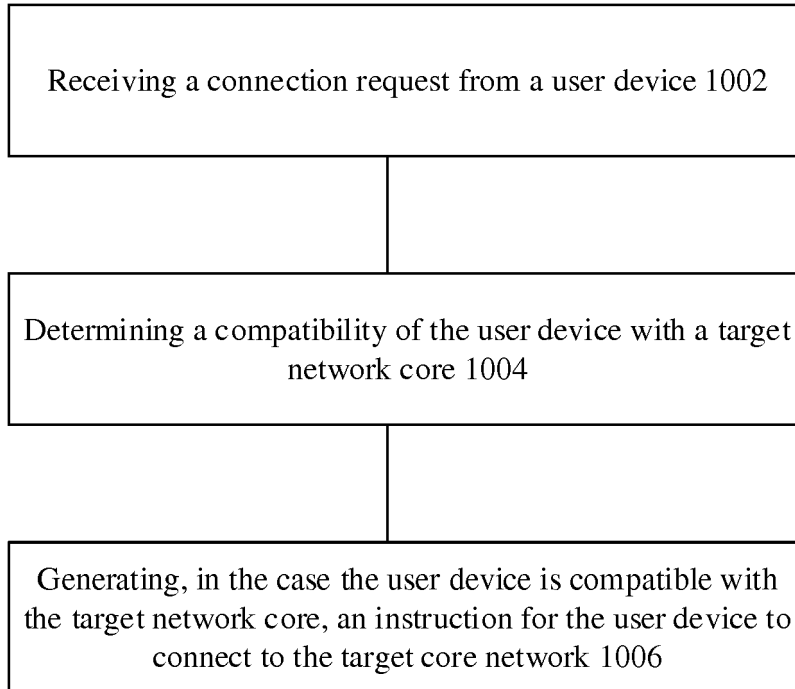 Receiving a connection request from a user device 1002
Determining a compatibility of the user device with a target
network core 1004
Generating, in the case the user device is compatible with
the target network core, an instruction for the user device to
connect to the target core network 1006